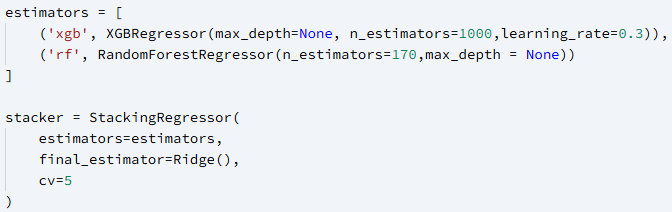 estimators = [
    ('xgb', XGBRegressor(max_depth=None, n_estimators=1000,learning_rate=0.3)),
    ('rf', RandomForestRegressor(n_estimators=170,max_depth = None))
]

stacker = StackingRegressor(
    estimators=estimators,
    final_estimator=Ridge(),
    cv=5
)